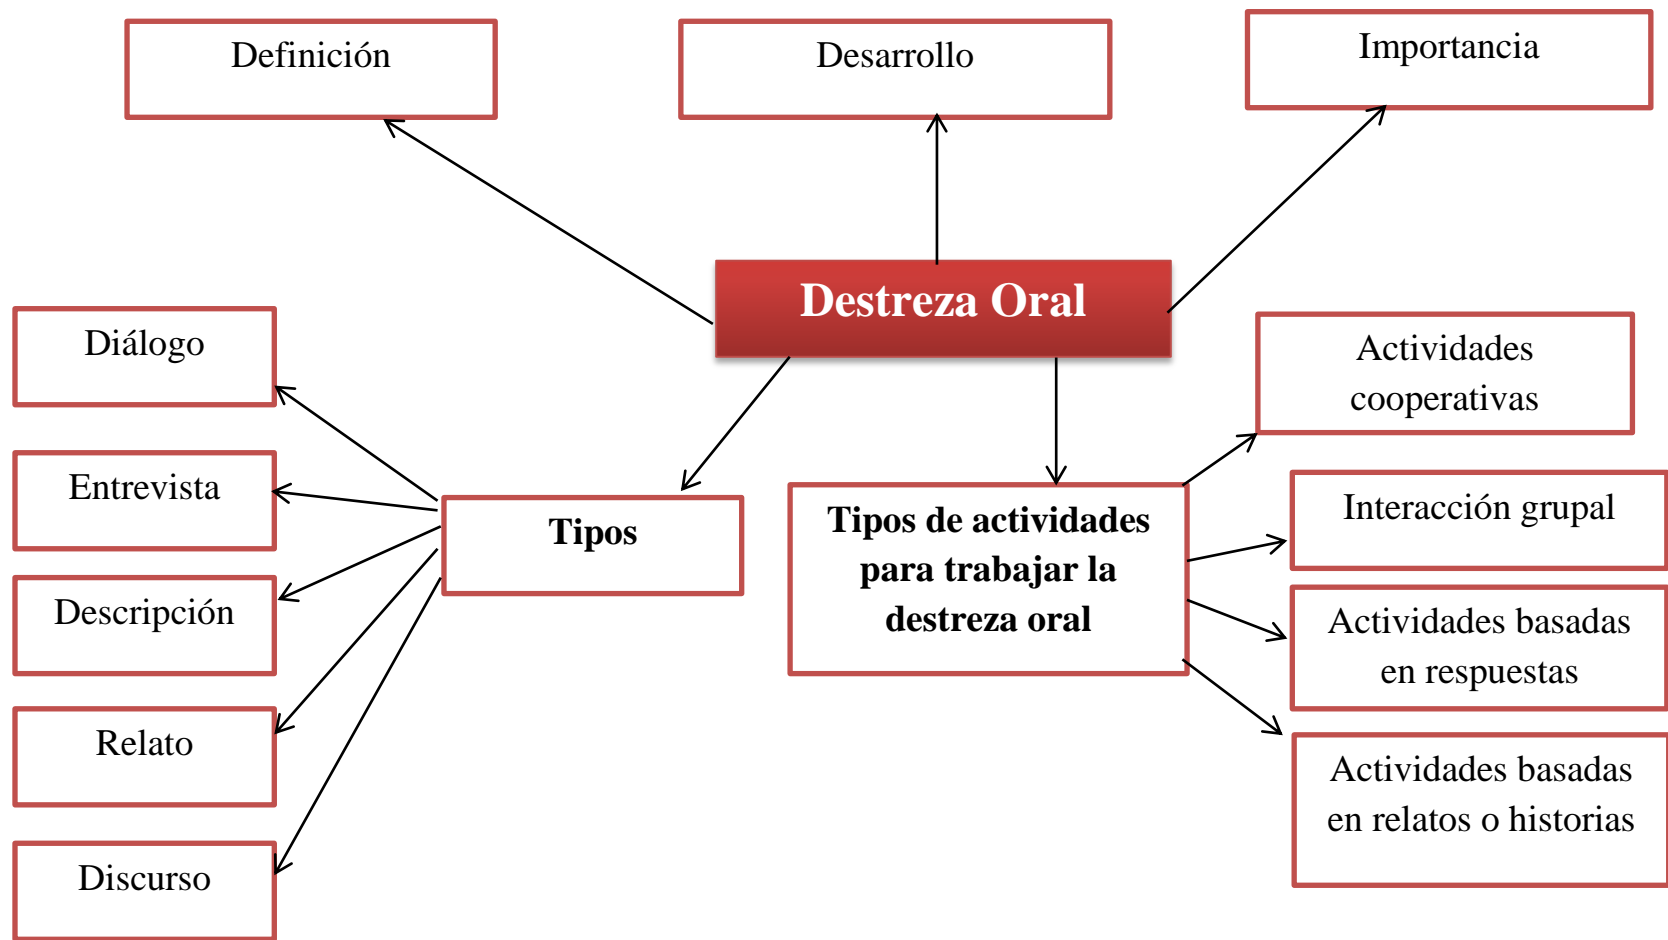 Definición
Desarrollo
Importancia
Destreza Oral
Diálogo
Entrevista
Descripción
Relato
Discurso
Tipos
Tipos de actividades
para trabajar la
destreza oral
Actividades
cooperativas
Interacción grupal
Actividades basadas
en respuestas
Actividades basadas
en relatos o historias